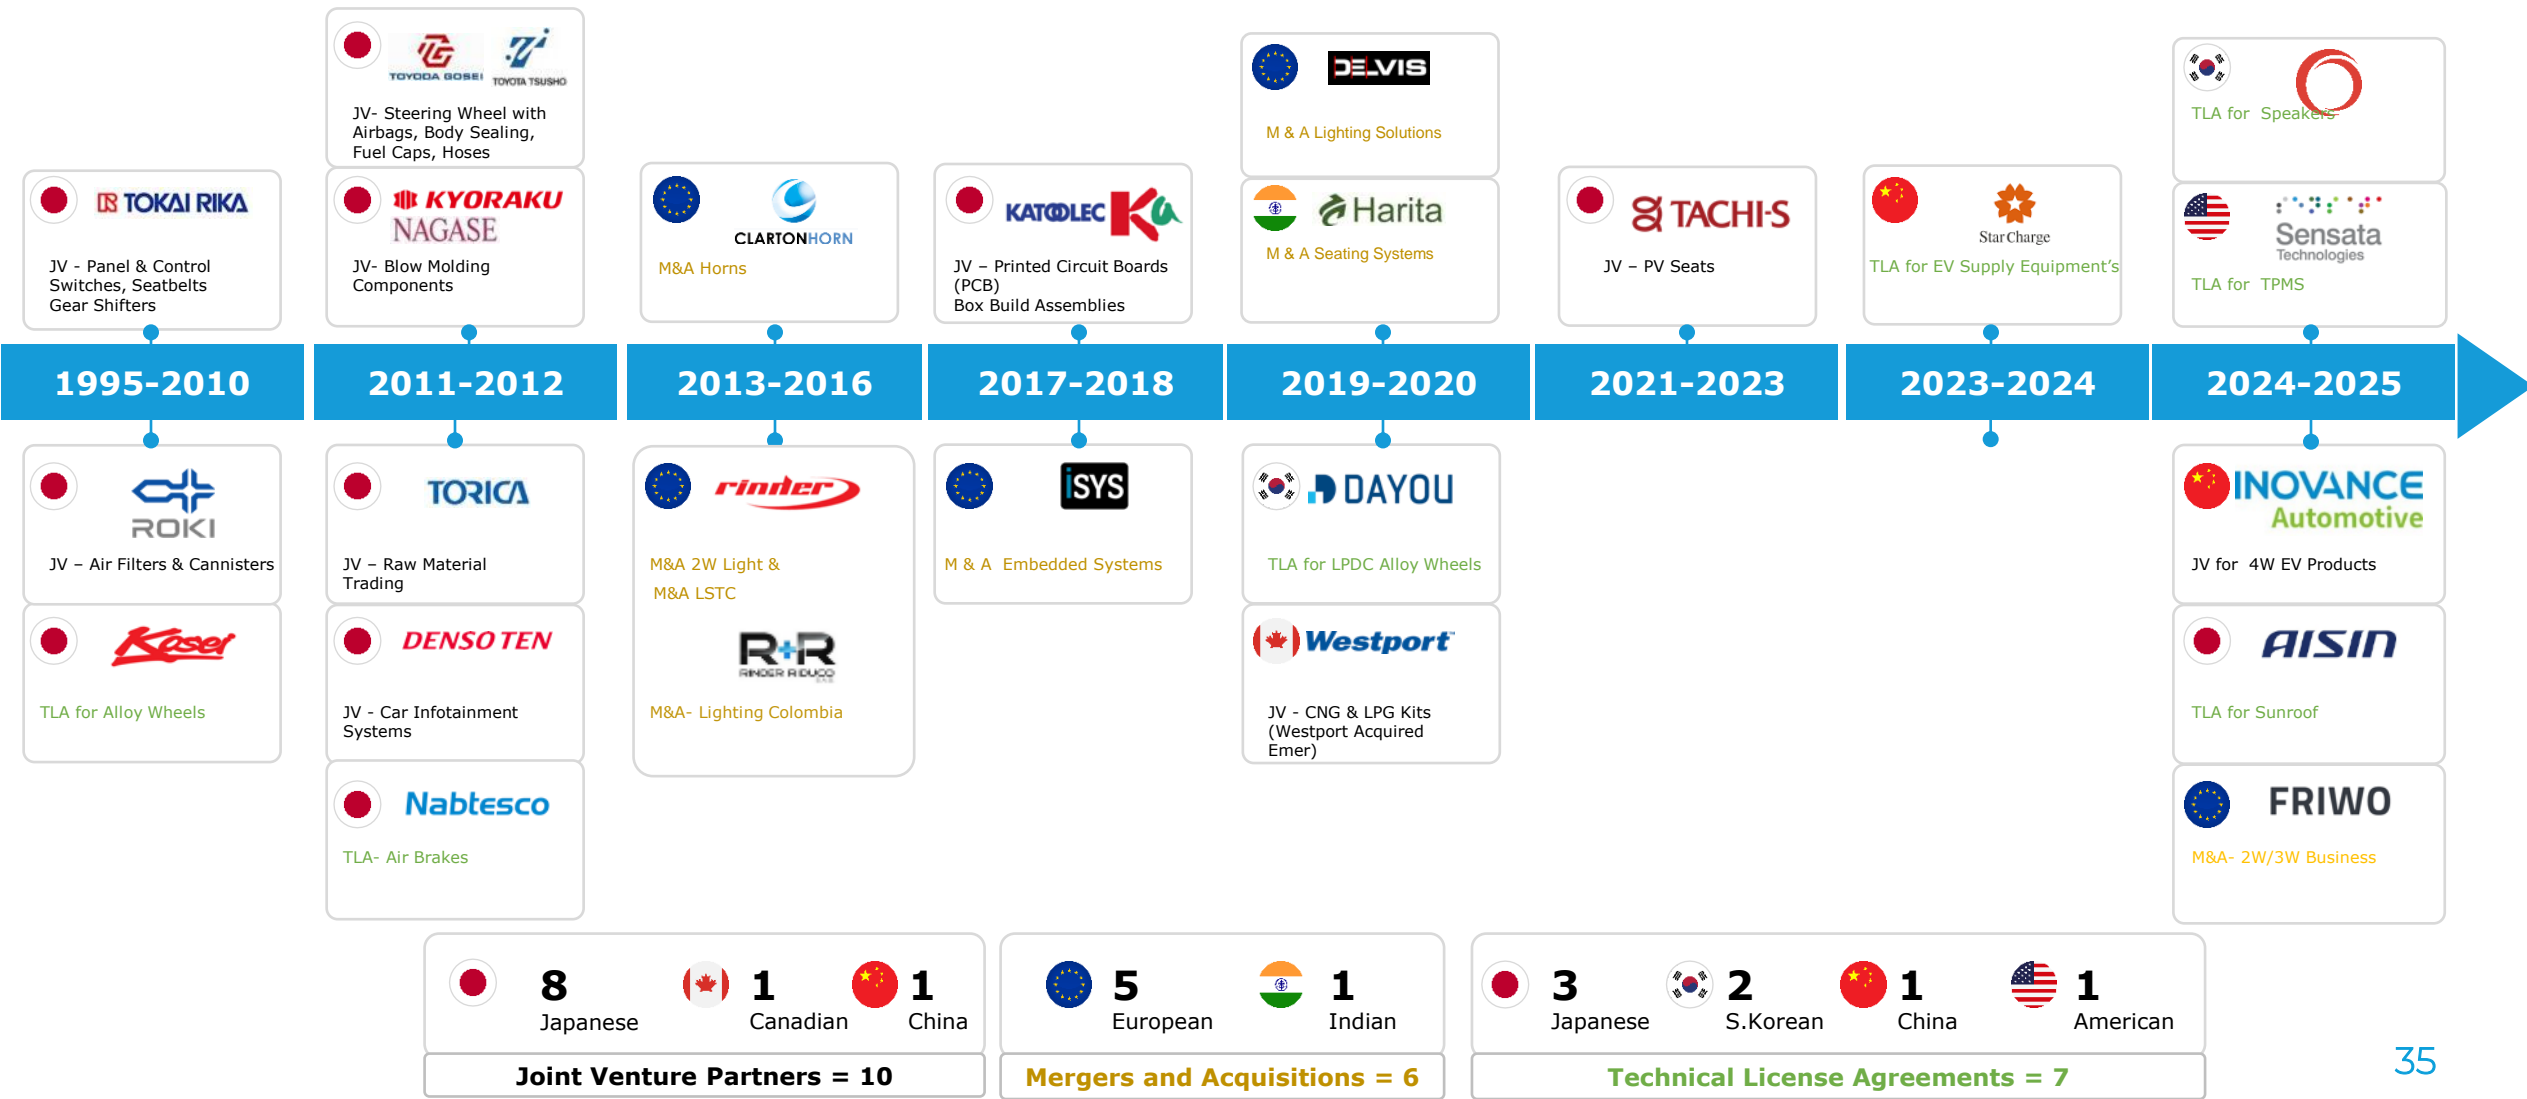 TOKAI RIKA
JV - Panel & Control
Switches, Seatbelts
Gear Shifters
TG
TOYODA GOSEI
TOYOTA TSUSHO
JV- Steering Wheel with
Airbags, Body Sealing,
Fuel Caps, Hoses
KYORAKU
NAGASE
JV- Blow Molding
Components
CLARTONHORN
M&A Horns
KATOLEC
JV – Printed Circuit Boards
(PCB)
Box Build Assemblies
DELVIS
M & A Lighting Solutions
Harita
M & A Seating Systems
TACHI-S
JV – PV Seats
Star Charge
TLA for EV Supply Equipment's
TLA for  Speakers
Sensata
Technologies
TLA for  TPMS
1995-2010
2011-2012
2013-2016
2017-2018
2019-2020
2021-2023
2023-2024
2024-2025
ROKI
JV – Air Filters & Cannisters
Kosei
TLA for Alloy Wheels
TORICA
JV – Raw Material
Trading
DENSO TEN
JV - Car Infotainment
Systems
Nabtesco
TLA- Air Brakes
rinder
M&A 2W Light &
M&A LSTC
R+R
RINDER RIDUCO
S.A.S
M&A- Lighting Colombia
iSYS
M & A  Embedded Systems
DAYOU
TLA for LPDC Alloy Wheels
Westport™
JV - CNG & LPG Kits
(Westport Acquired
Emer)
INOVANCE
Automotive
JV for  4W EV Products
AISIN
TLA for Sunroof
FRIWO
M&A- 2W/3W Business
8
Japanese
1
Canadian
1
China
Joint Venture Partners = 10
5
European
1
Indian
Mergers and Acquisitions = 6
3
Japanese
2
S.Korean
1
China
1
American
Technical License Agreements = 7
35